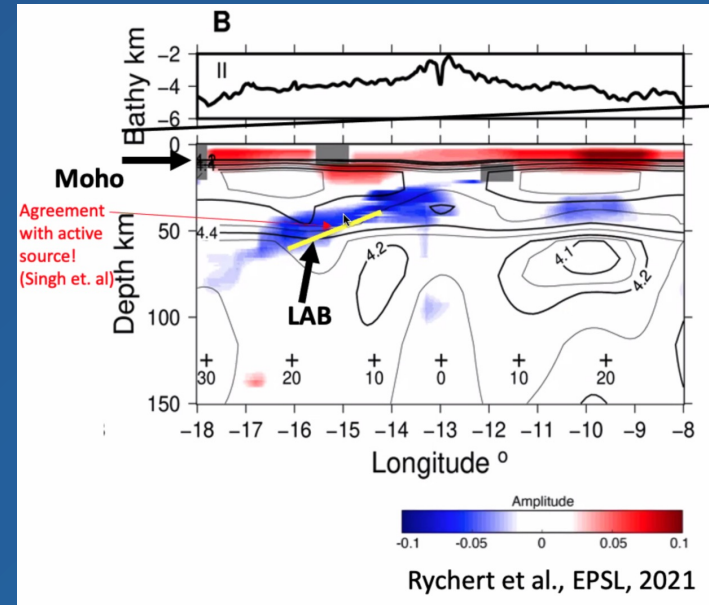 B
Bathy km
-2
-4
-6
II
0
50
100
150
Depth km
Moho
Agreement
with active
source!
(Singh et. al)
4.4
4.2
4.1
4.2
LAB
+ + + + + +
30 20 10 0 10 20
-18 -17 -16 -15 -14 -13 -12 -11 -10 -9 -8
Longitude º
Amplitude
-0.1 -0.05 0 0.05 0.1
Rychert et al., EPSL, 2021